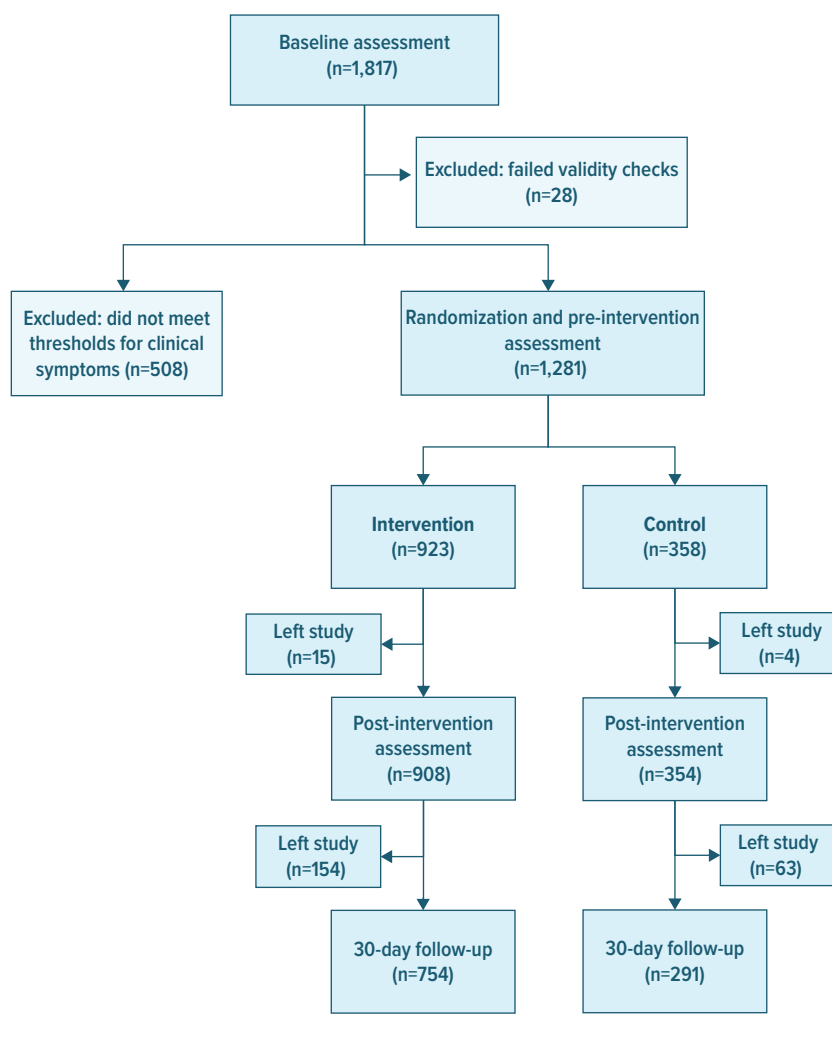 Baseline assessment
(n=1,817)
Excluded: failed validity checks
(n=28)
Excluded: did not meet
thresholds for clinical
symptoms (n=508)
Randomization and pre-intervention
assessment
(n=1,281)
Intervention
(n=923)
Control
(n=358)
Left study
(n=15)
Left study
(n=4)
Post-intervention
assessment
(n=908)
Post-intervention
assessment
(n=354)
Left study
(n=154)
Left study
(n=63)
30-day follow-up
(n=754)
30-day follow-up
(n=291)